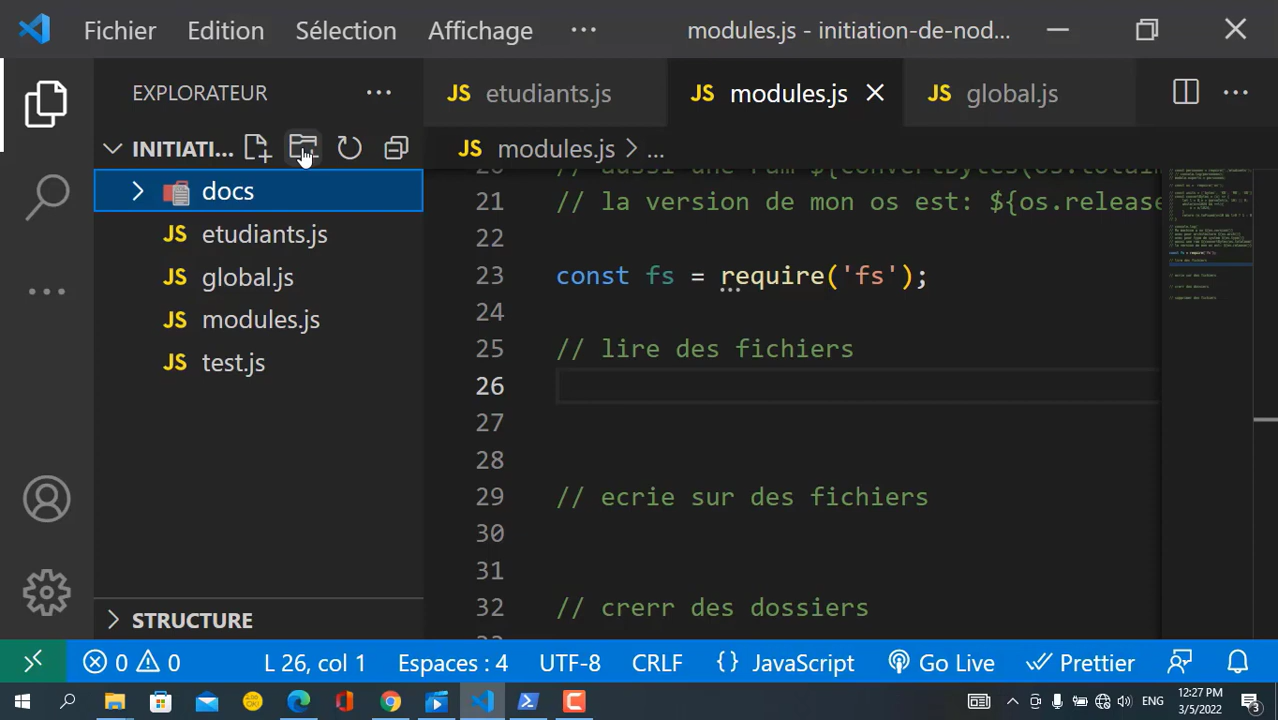 Fichier Edition Sélection Affichage ··· modules.js - initiation-de-nod...
EXPLORATEUR ···
JS etudiants.js JS modules.js JS global.js ···
INITIATI...
JS modules.js > ...
docs
JS etudiants.js
JS global.js
JS modules.js
JS test.js
STRUCTURE
21 // la version de mon os est: ${os.release
22
23 const fs = require('fs');
24
25 // lire des fichiers
26
27
28
29 // ecrie sur des fichiers
30
31
32 // crerr des dossiers
0 0 L 26, col 1 Espaces : 4 UTF-8 CRLF {} JavaScript Go Live Prettier
ENG 12:27 PM
3/5/2022 3